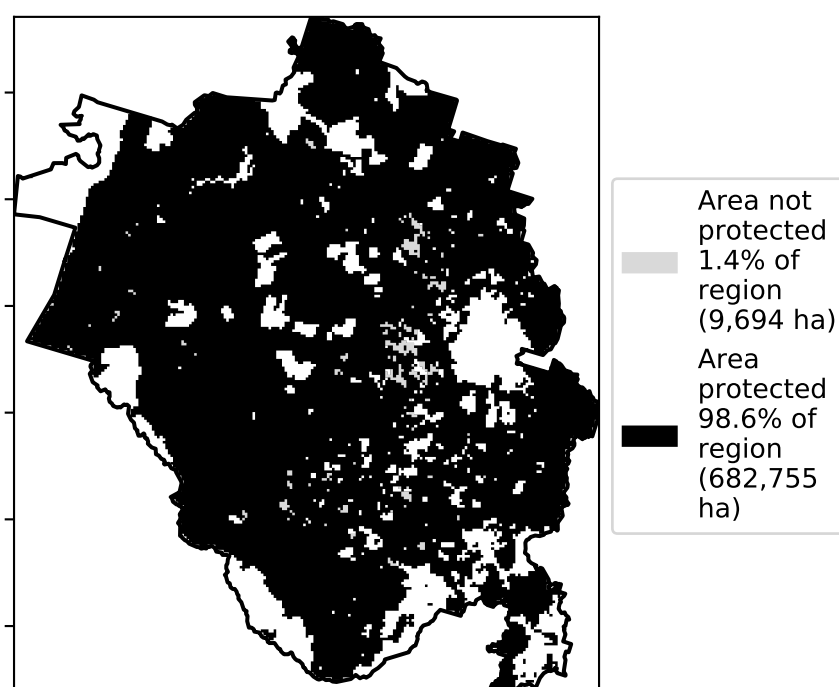 Area not
protected
1.4% of
region
(9,694 ha)
Area
protected
98.6% of
region
(682,755
ha)